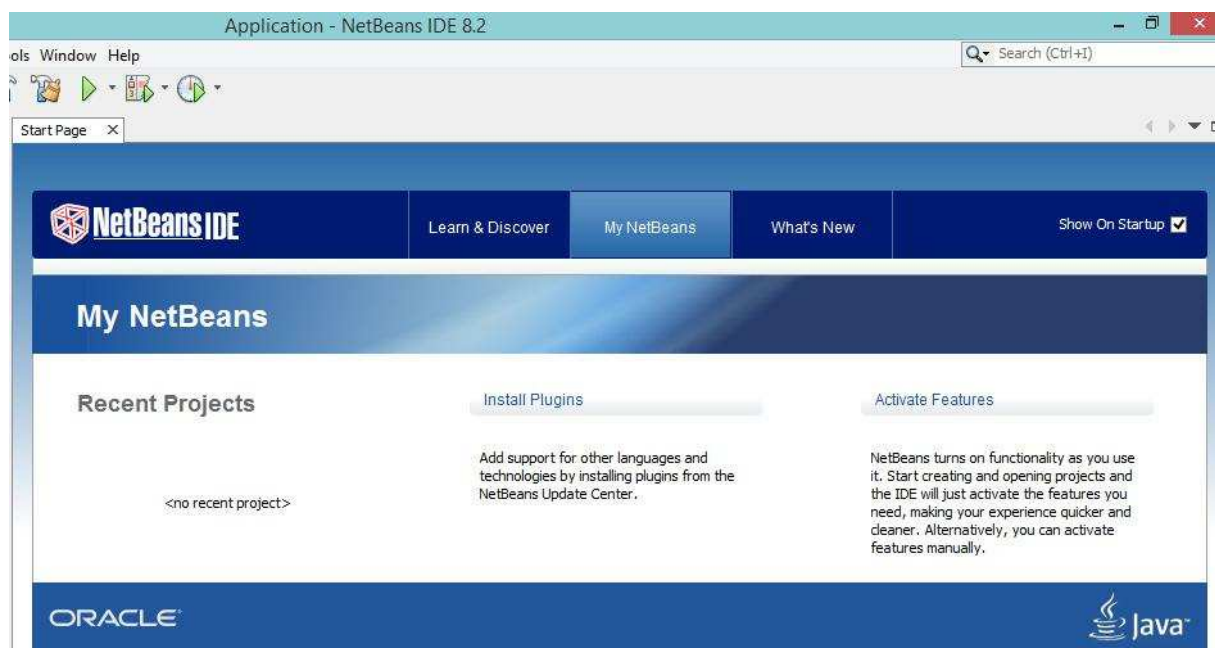 Application - NetBeans IDE 8.2
ols Window Help
Search (Ctrl+I)
Start Page
NetBeans IDE
Learn & Discover
My NetBeans
What's New
Show On Startup
My NetBeans
Recent Projects
<no recent project>
Install Plugins
Add support for other languages and
technologies by installing plugins from the
NetBeans Update Center.
Activate Features
NetBeans turns on functionality as you use
it. Start creating and opening projects and
the IDE will just activate the features you
need, making your experience quicker and
cleaner. Alternatively, you can activate
features manually.
ORACLE
Java